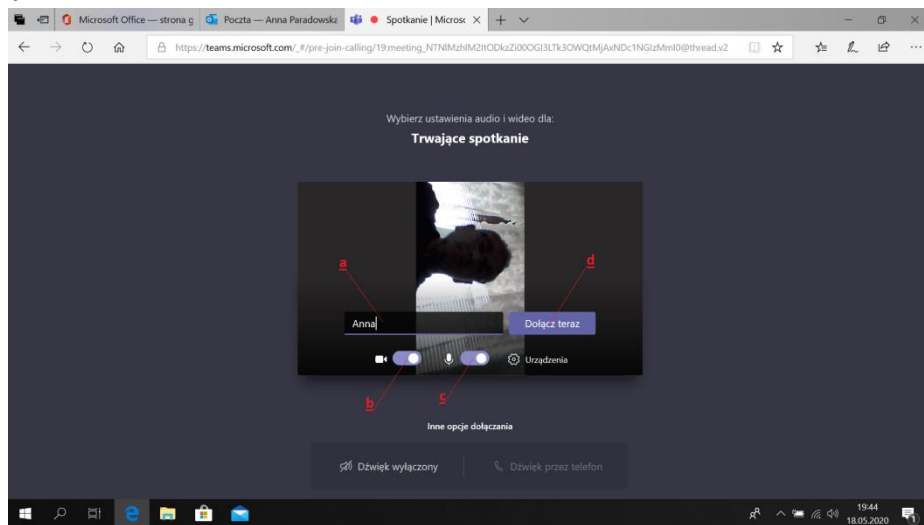 Microsoft Office — strona g
Poczta — Anna Paradowska
Spotkanie | Microsc
https://teams.microsoft.com/_#/pre-join-calling/19:meeting_
@thread.v2
Wybierz ustawienia audio i wideo dla:
Trwające spotkanie
a
d
Anna
Dołącz teraz
Urządzenia
b
c
Inne opcje dołączania
Dźwięk wyłączony
Dźwięk przez telefon
19:44
18.05.2020